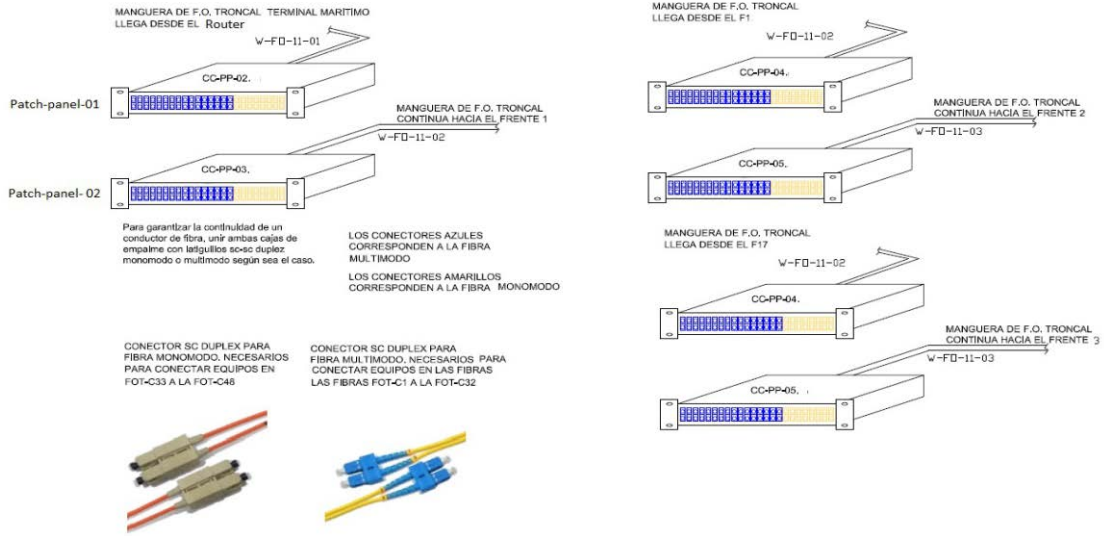 MANGUERA DE F.O. TRONCAL TERMINAL MARITIMO
LLEGA DESDE EL Router
W-FO-11-01
CC-PP-02.
Patch-panel-01
MANGUERA DE F.O. TRONCAL
CONTINUA HACIA EL FRENTE 1
W-FO-11-02
CC-PP-03.
Patch-panel- 02
Para garantizar la continuidad de un
conductor de fibra, unir ambas cajas de
empalme con latiguillos sc-sc duplez
monomodo o multimodo según sea el caso.
LOS CONECTORES AZULES
CORRESPONDEN A LA FIBRA
MULTIMODO
LOS CONECTORES AMARILLOS
CORRESPONDEN A LA FIBRA MONOMODO
CONECTOR SC DUPLEX PARA
FIBRA MONOMODO. NECESARIOS
PARA CONECTAR EQUIPOS EN
FOT-C33 A LA FOT-C48
CONECTOR SC DUPLEX PARA
FIBRA MULTIMODO. NECESARIOS PARA
CONECTAR EQUIPOS EN LAS FIBRAS
LAS FIBRAS FOT-C1 A LA FOT-C32
MANGUERA DE F.O. TRONCAL
LLEGA DESDE EL F1
W-FO-11-02
CC-PP-04.
MANGUERA DE F.O. TRONCAL
CONTINUA HACIA EL FRENTE 2
W-FO-11-03
CC-PP-05.
MANGUERA DE F.O. TRONCAL
LLEGA DESDE EL F17
W-FO-11-02
CC-PP-04.
MANGUERA DE F.O. TRONCAL
CONTINUA HACIA EL FRENTE 3
W-FO-11-03
CC-PP-05.